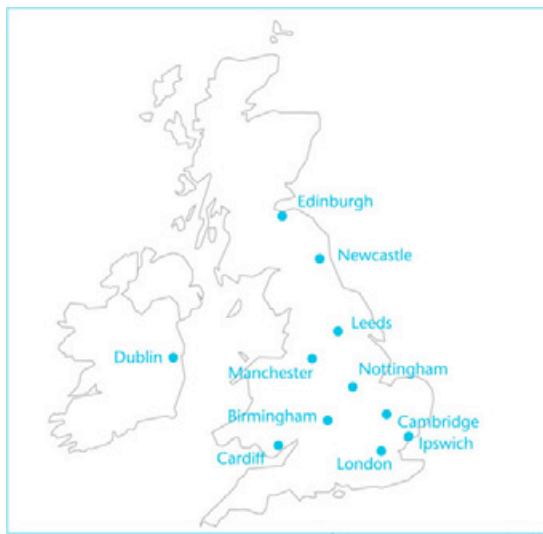 Edinburgh
Newcastle
Leeds
Dublin
Manchester
Nottingham
Birmingham
Cambridge
Ipswich
Cardiff
London